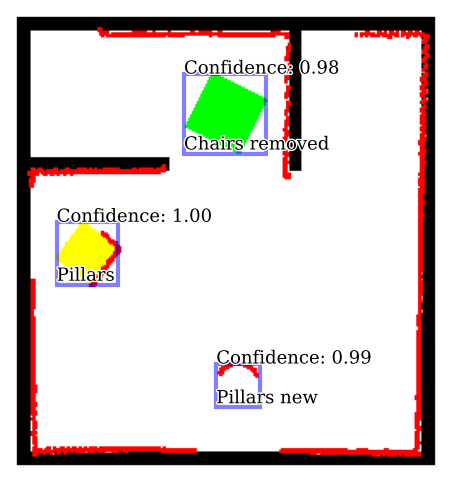 Confidence: 0.98
Chairs removed
Confidence: 1.00
Pillars
Confidence: 0.99
Pillars new